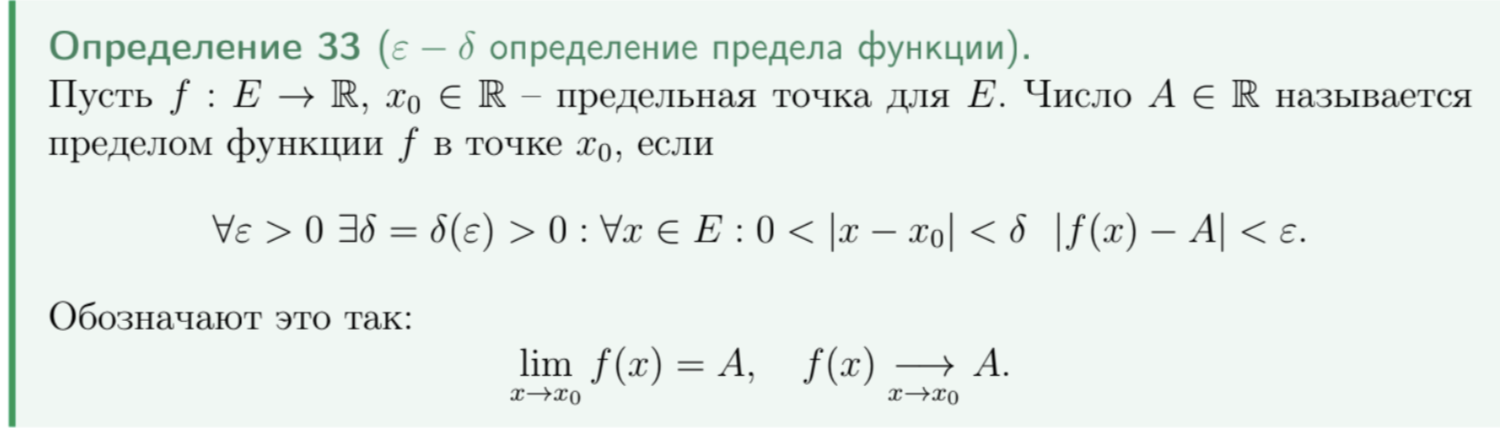 Определение 33 (ε − δ определение предела функции).
Пусть f : E → ℝ, x₀ ∈ ℝ – предельная точка для E. Число A ∈ ℝ называется
пределом функции f в точке x₀, если
∀ε > 0 ∃δ = δ(ε) > 0 : ∀x ∈ E : 0 < |x − x₀| < δ |f(x) − A| < ε.
Обозначают это так:
lim f(x) = A, f(x) ⟶ A.
x→x₀ x→x₀